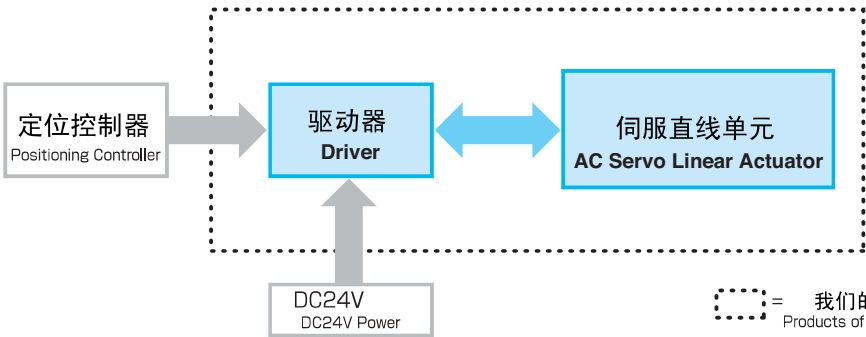 定位控制器
Positioning Controller
驱动器
Driver
伺服直线单元
AC Servo Linear Actuator
DC24V
DC24V Power
= 我们的
Products of